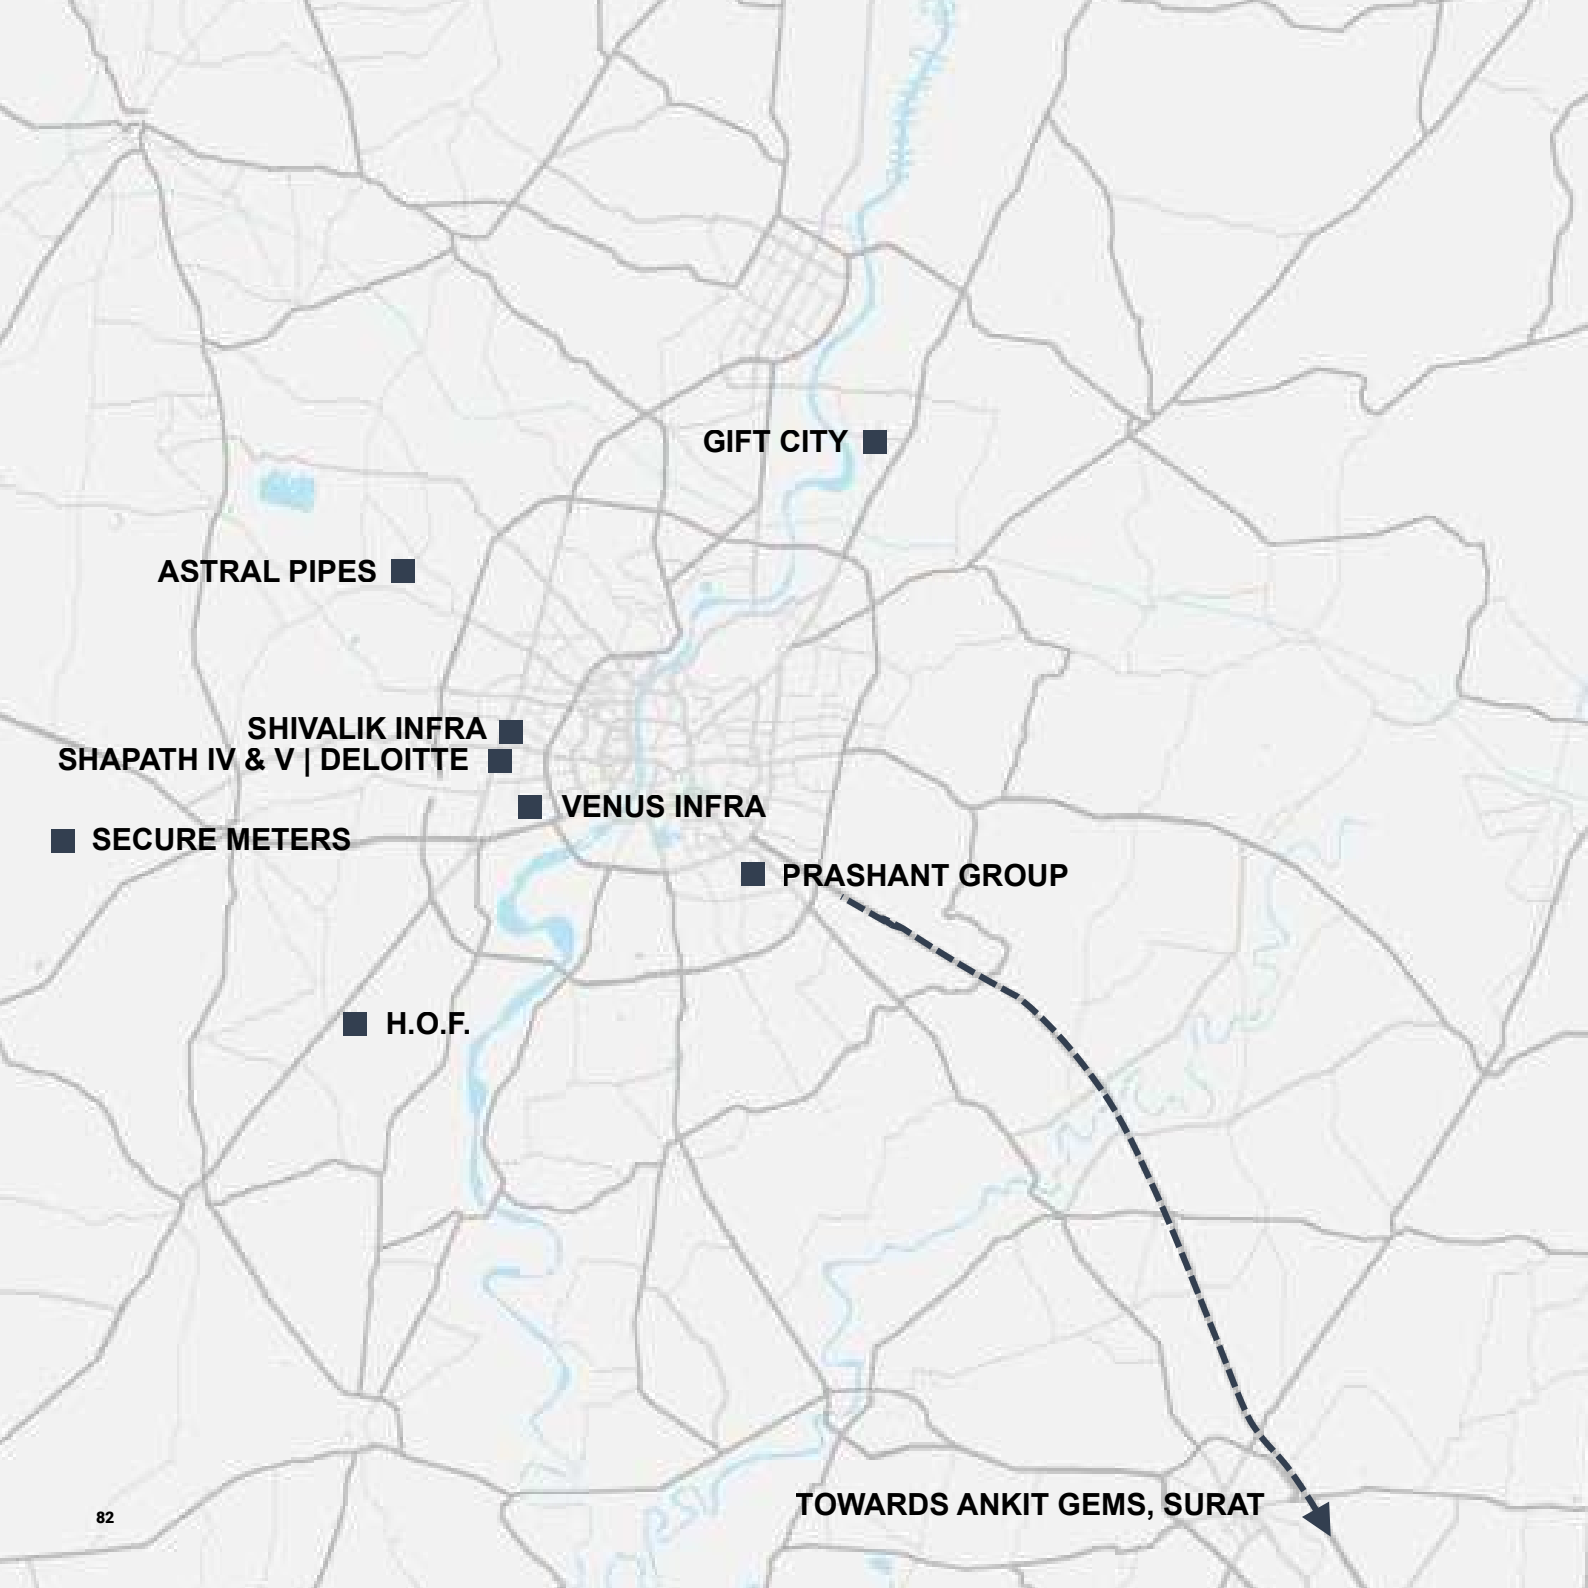 GIFT CITY
ASTRAL PIPES
SHIVALIK INFRA
SHAPATH IV & V | DELOITTE
VENUS INFRA
SECURE METERS
PRASHANT GROUP
H.O.F.
TOWARDS ANKIT GEMS, SURAT
82